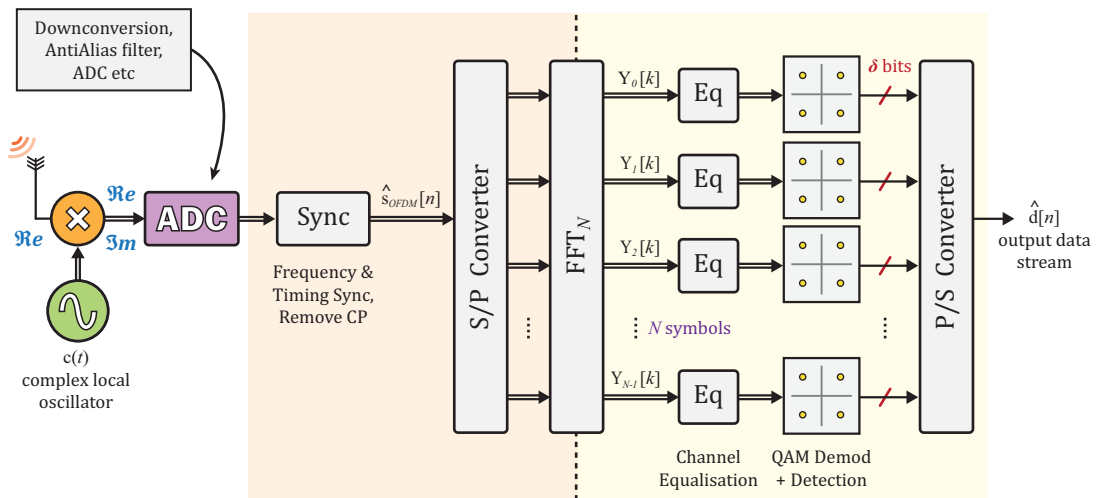 Downconversion,
AntiAlias filter,
ADC etc
ℜe
ℜe
ℑm
ADC
c(t)
complex local
oscillator
Sync
Frequency &
Timing Sync,
Remove CP
ŝ_OFDM[n]
S/P Converter
FFT_N
Y_0[k]
Y_1[k]
Y_2[k]
N symbols
Y_N-1[k]
Eq
Eq
Eq
Eq
Channel
Equalisation
QAM Demod
+ Detection
δ bits
P/S Converter
d̂[n]
output data
stream